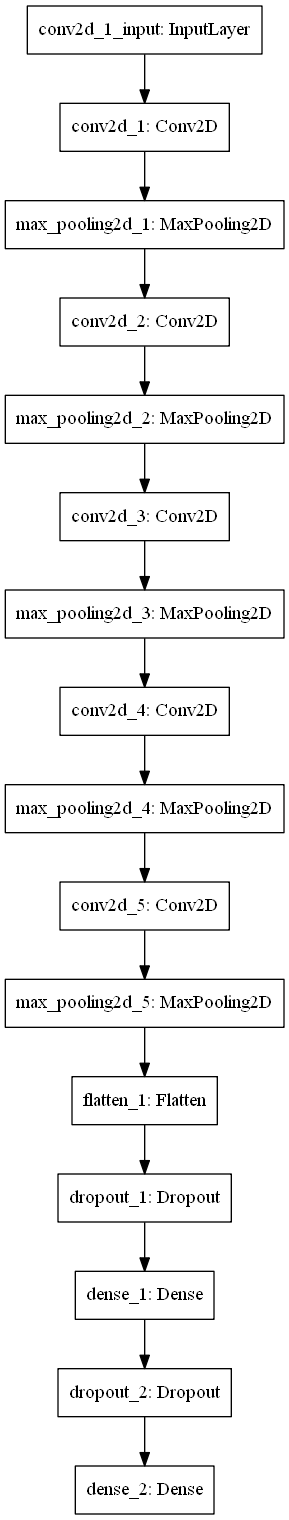 conv2d_1_input: InputLayer
conv2d_1: Conv2D
max_pooling2d_1: MaxPooling2D
conv2d_2: Conv2D
max_pooling2d_2: MaxPooling2D
conv2d_3: Conv2D
max_pooling2d_3: MaxPooling2D
conv2d_4: Conv2D
max_pooling2d_4: MaxPooling2D
conv2d_5: Conv2D
max_pooling2d_5: MaxPooling2D
flatten_1: Flatten
dropout_1: Dropout
dense_1: Dense
dropout_2: Dropout
dense_2: Dense